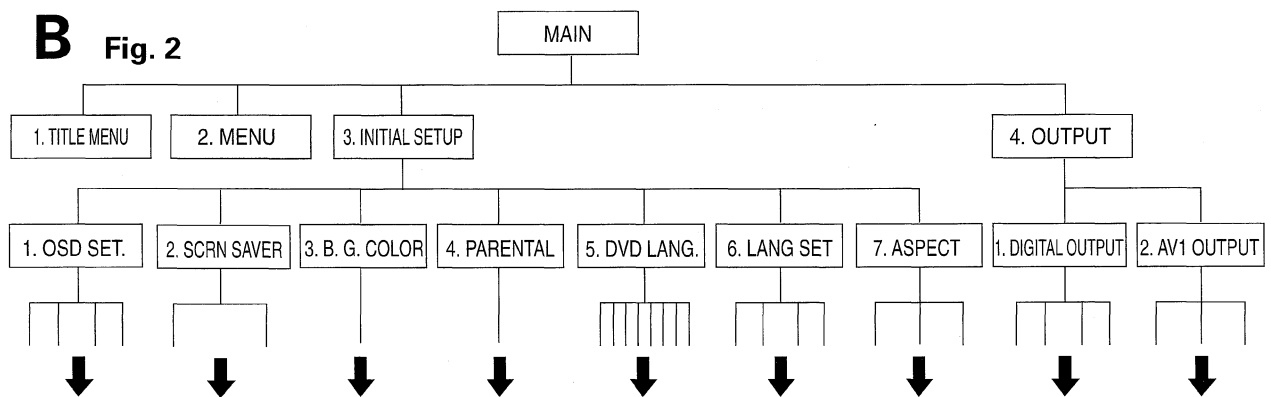 B Fig. 2
MAIN
1. TITLE MENU
2. MENU
3. INITIAL SETUP
4. OUTPUT
1. OSD SET.
2. SCRN SAVER
3. B. G. COLOR
4. PARENTAL
5. DVD LANG.
6. LANG SET
7. ASPECT
1. DIGITAL OUTPUT
2. AV1 OUTPUT